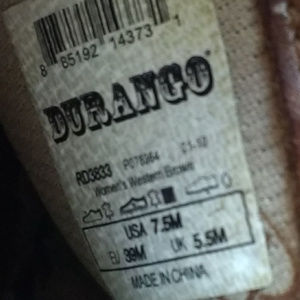 8 85192 14373 1
DURANGO
RD3833
Women's Western Brown
USA 7.5M
EU 39M UK 5.5M
MADE IN CHINA